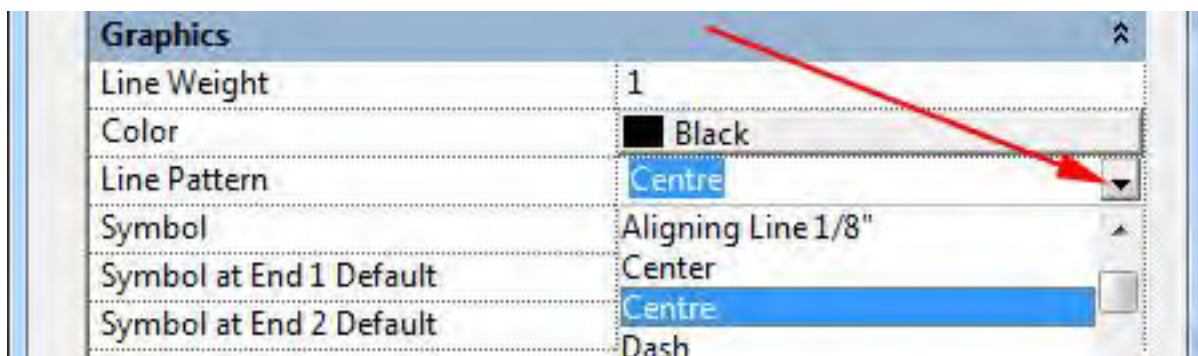 Graphics
Line Weight 1
Color Black
Line Pattern Centre
Symbol Aligning Line 1/8"
Symbol at End 1 Default Center
Symbol at End 2 Default Centre
Dash